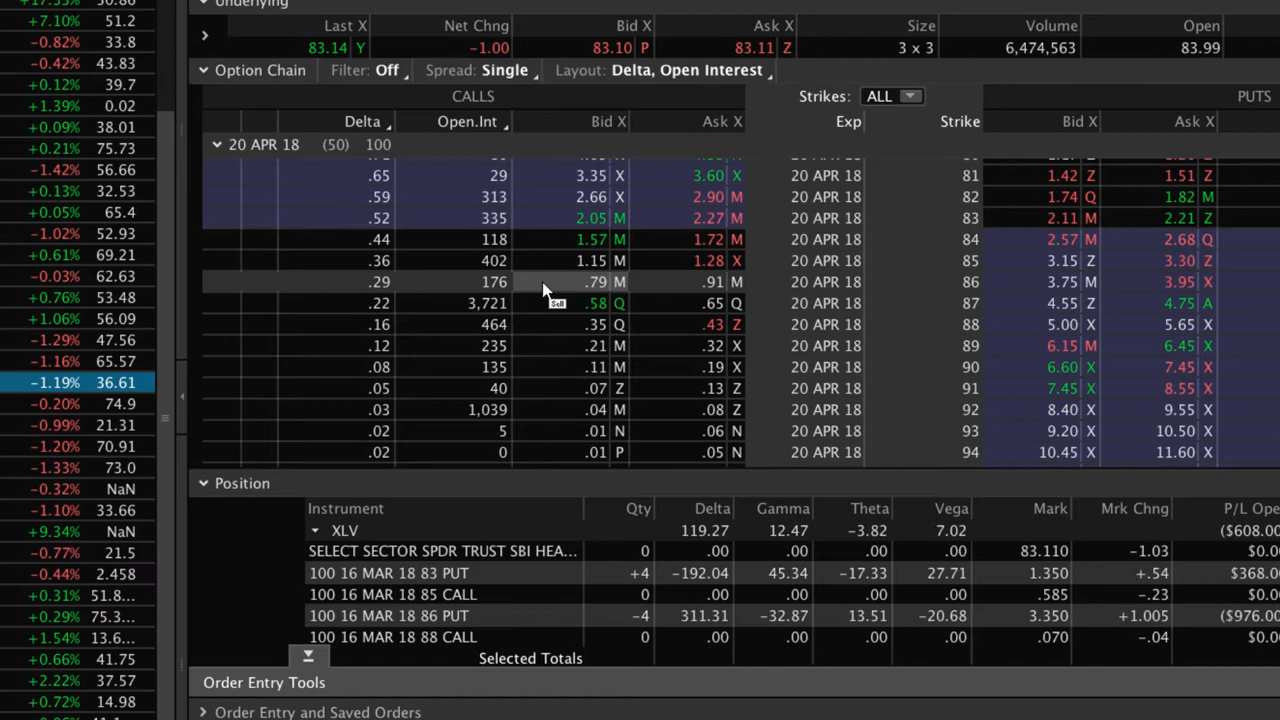 +17.33% 50.86
Underlying
+7.10% 51.2
Last X Net Chng Bid X Ask X Size Volume Open
-0.82% 33.8
83.14 Y -1.00 83.10 P 83.11 Z 3 x 3 6,474,563 83.99
-0.42% 43.83
Option Chain Filter: Off Spread: Single Layout: Delta, Open Interest
+0.12% 39.7
CALLS Strikes: ALL PUTS
+1.39% 0.02
Delta Open.Int Bid X Ask X Exp Strike Bid X Ask X
+0.09% 38.01
20 APR 18 (50) 100
+0.21% 75.73
-1.42% 56.66
.65 29 3.35 X 3.60 X 20 APR 18 81 1.42 Z 1.51 Z
+0.13% 32.53
.59 313 2.66 X 2.90 M 20 APR 18 82 1.74 Q 1.82 M
+0.05% 65.4
.52 335 2.05 M 2.27 M 20 APR 18 83 2.11 M 2.21 Z
-1.02% 52.93
.44 118 1.57 M 1.72 M 20 APR 18 84 2.57 M 2.68 Q
+0.61% 69.21
.36 402 1.15 M 1.28 X 20 APR 18 85 3.15 Z 3.30 Z
-0.03% 62.63
.29 176 .79 M .91 M 20 APR 18 86 3.75 M 3.95 X
Sell
+0.76% 53.48
.22 3,721 .58 Q .65 Q 20 APR 18 87 4.55 Z 4.75 A
+1.06% 56.09
.16 464 .35 Q .43 Z 20 APR 18 88 5.00 X 5.65 X
-1.29% 47.56
.12 235 .21 M .32 X 20 APR 18 89 6.15 M 6.45 X
-1.16% 65.57
.08 135 .11 M .19 X 20 APR 18 90 6.60 X 7.45 X
-1.19% 36.61
.05 40 .07 Z .13 Z 20 APR 18 91 7.45 X 8.55 X
-0.20% 74.9
.03 1,039 .04 M .08 Z 20 APR 18 92 8.40 X 9.55 X
-0.99% 21.31
.02 5 .01 N .06 N 20 APR 18 93 9.20 X 10.50 X
-1.20% 70.91
.02 0 .01 P .05 N 20 APR 18 94 10.45 X 11.60 X
-1.33% 73.0
Position
-0.32% NaN
Instrument Qty Delta Gamma Theta Vega Mark Mrk Chng P/L Ope
-1.10% 33.66
XLV 119.27 12.47 -3.82 7.02 ($608.00
+9.34% NaN
SELECT SECTOR SPDR TRUST SBI HEA... 0 .00 .00 .00 .00 83.110 -1.03 $0.0
-0.77% 21.5
100 16 MAR 18 83 PUT +4 -192.04 45.34 -17.33 27.71 1.350 +.54 $368.0
-0.44% 2.458
100 16 MAR 18 85 CALL 0 .00 .00 .00 .00 .585 -.23 $0.0
+0.31% 51.8...
100 16 MAR 18 86 PUT -4 311.31 -32.87 13.51 -20.68 3.350 +1.005 ($976.0
+0.29% 75.3...
100 16 MAR 18 88 CALL 0 .00 .00 .00 .00 .070 -.04 $0.0
+1.54% 13.6...
Selected Totals
+0.66% 41.75
+2.22% 37.57
Order Entry Tools
+0.72% 14.98
Order Entry and Saved Orders